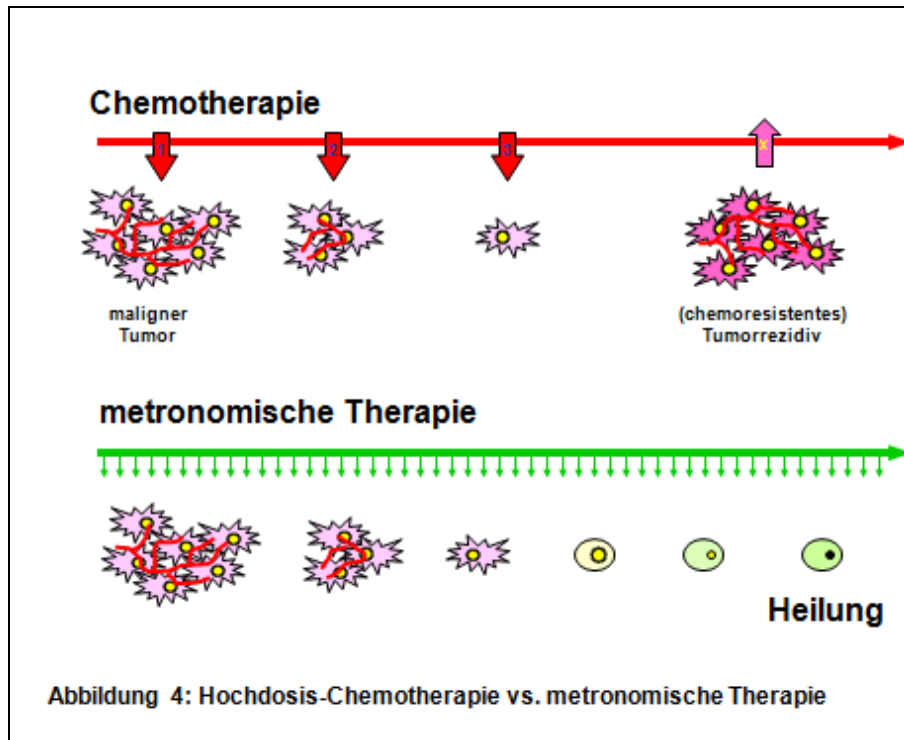 Chemotherapie
1 2 3 x
maligner
Tumor
(chemoresistentes)
Tumorrezidiv
metronomische Therapie
Heilung
Abbildung 4: Hochdosis-Chemotherapie vs. metronomische Therapie